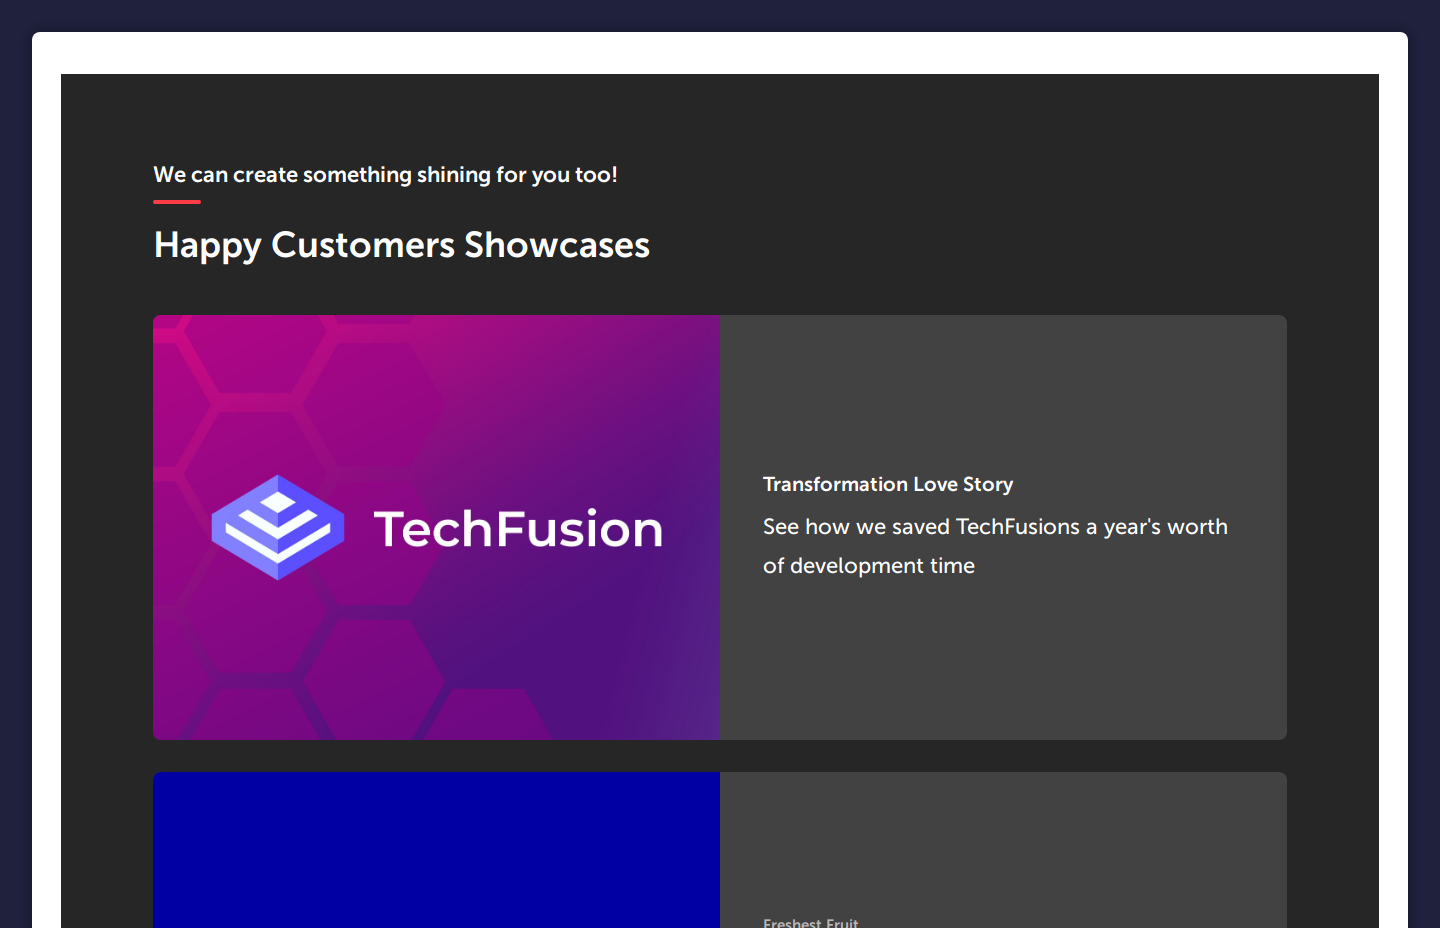 We can create something shining for you too!
Happy Customers Showcases
TechFusion
Transformation Love Story
See how we saved TechFusions a year's worth
of development time
Freshest Fruit